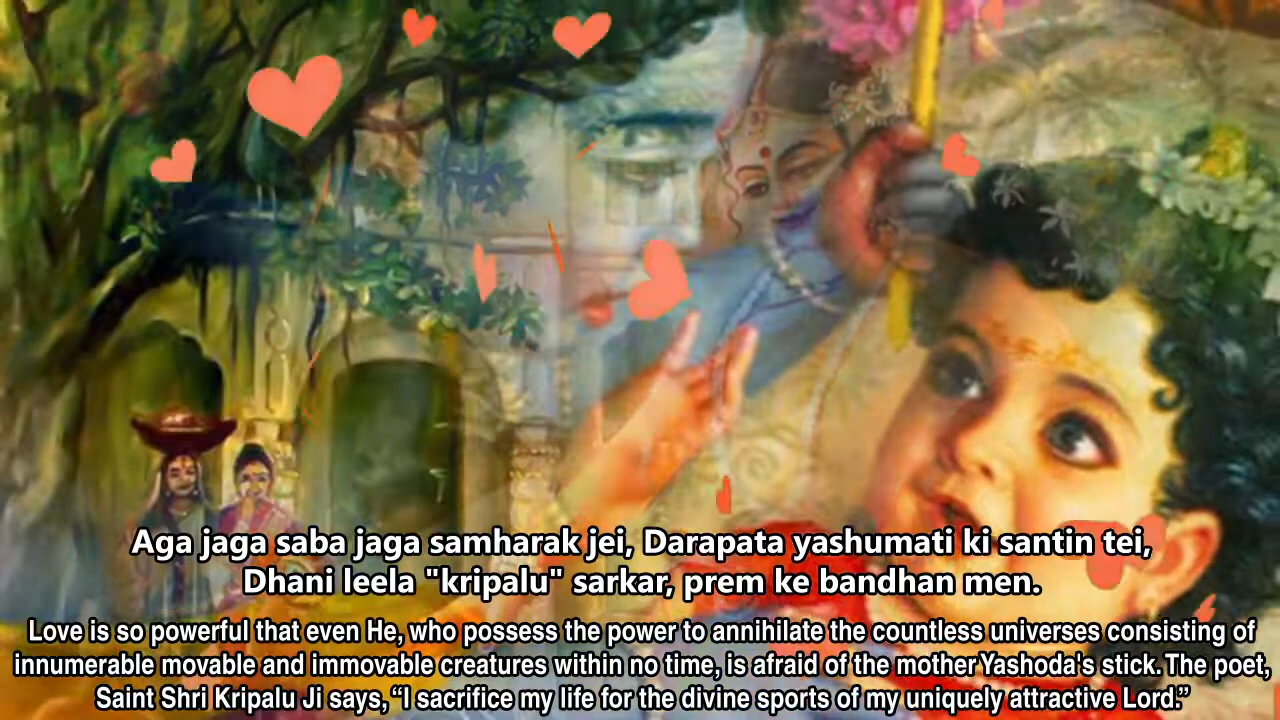 Aga jaga saba jaga samharak jei, Darapata yashumati ki santin tei,
Dhani leela "kripalu" sarkar, prem ke bandhan men.
Love is so powerful that even He, who possess the power to annihilate the countless universes consisting of
innumerable movable and immovable creatures within no time, is afraid of the mother Yashoda's stick. The poet,
Saint Shri Kripalu Ji says, “I sacrifice my life for the divine sports of my uniquely attractive Lord.”